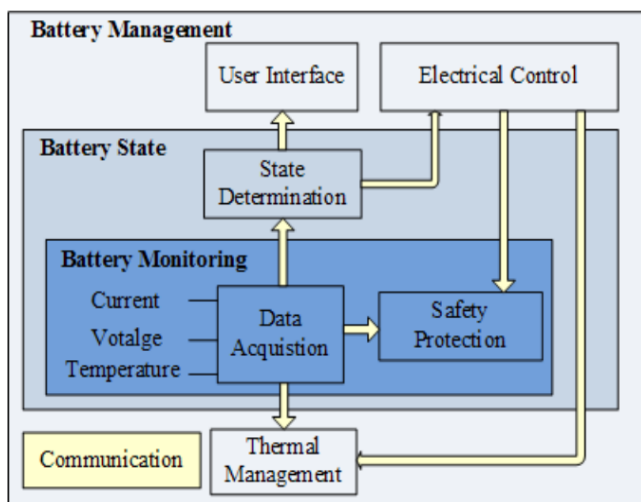 Battery Management
User Interface
Electrical Control
Battery State
State
Determination
Battery Monitoring
Current
Votalge
Temperature
Data
Acquistion
Safety
Protection
Communication
Thermal
Management